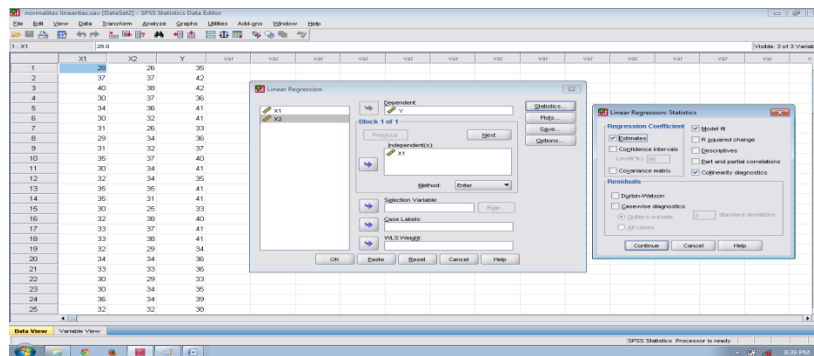 normalitas linearitas.sav [DataSet2] - SPSS Statistics Data Editor
File Edit View Data Transform Analyze Graphs Utilities Add-ons Window Help
1 : X1 28.0 Visible: 3 of 3 Variabl
X1 X2 Y var var var var var var var var var var var
1 28 26 35
2 37 37 42
3 40 38 42
4 30 37 36
5 34 36 41
6 30 32 41
7 31 26 33
8 29 34 36
9 31 32 37
10 35 37 40
11 30 34 41
12 32 34 35
13 35 35 41
14 35 31 41
15 30 25 33
16 32 38 40
17 33 37 41
18 33 38 41
19 32 29 34
20 34 34 36
21 33 33 36
22 30 29 33
23 30 34 35
24 36 34 39
25 32 32 38
Linear Regression
X1
X2
Dependent:
Y
Block 1 of 1
Previous Next
Independent(s):
X1
Method: Enter
Selection Variable:
Rule...
Case Labels:
WLS Weight:
OK Paste Reset Cancel Help
Statistics...
Plots...
Save...
Options...
Linear Regression: Statistics
Regression Coefficient
Estimates
Confidence intervals
Level(%): 95
Covariance matrix
Model fit
R squared change
Descriptives
Part and partial correlations
Collinearity diagnostics
Residuals
Durbin-Watson
Casewise diagnostics
Outliers outside: 3 standard deviations
All cases
Continue Cancel Help
Data View Variable View
SPSS Statistics Processor is ready
8:39 PM